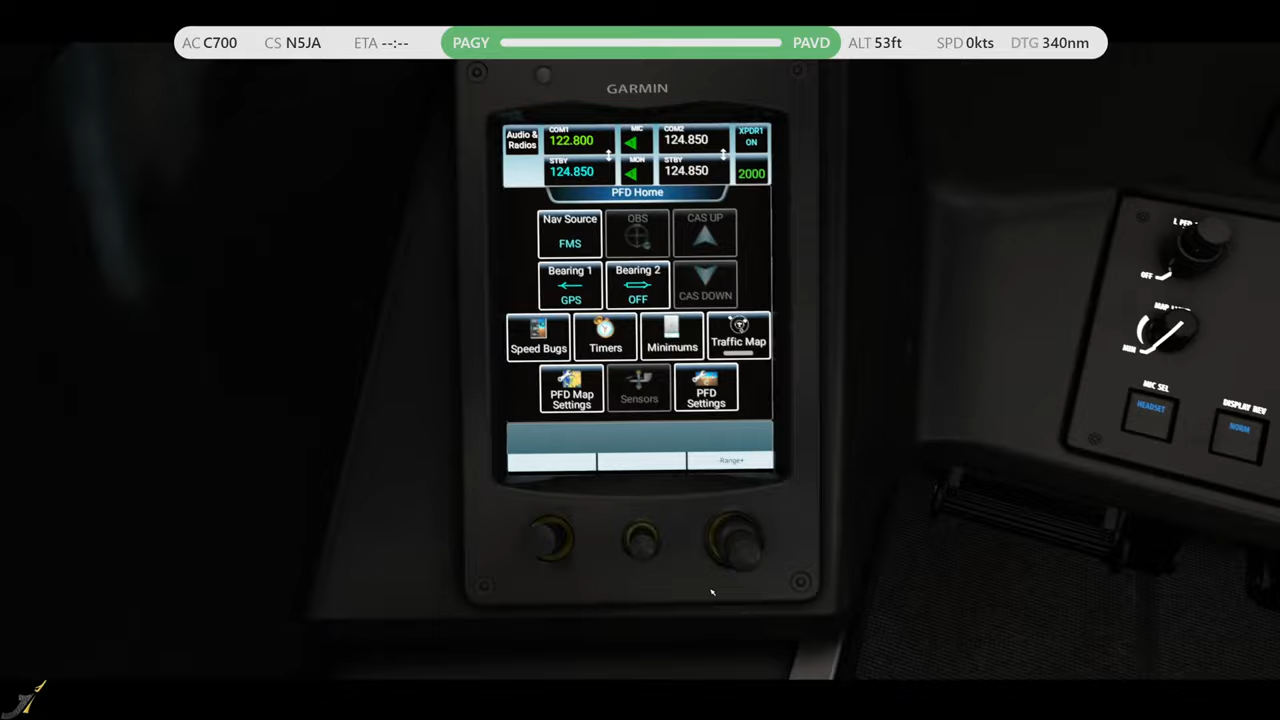 AC C700 CS N5JA ETA --:-- PAGY PAVD ALT 53ft SPD 0kts DTG 340nm
GARMIN
Audio & Radios
COM1 MIC COM2 XPDR1
122.800 124.850 ON
STBY MON STBY
124.850 124.850 2000
PFD Home
Nav Source OBS CAS UP
FMS
Bearing 1 Bearing 2
GPS OFF CAS DOWN
Speed Bugs Timers Minimums Traffic Map
PFD Map Settings Sensors PFD Settings
Range+
OFF
MIN
MIC SEL
HEADSET
DISPLAY REV
NORM